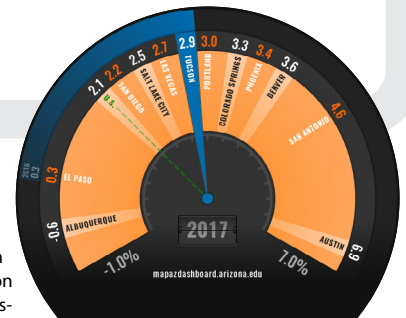 -0.6 ALBUQUERQUE
2016 0.3
0.3 EL PASO
2.1 U.S.
2.2 SAN DIEGO
2.5 SALT LAKE CITY
2.7 LAS VEGAS
2.9 TUCSON
3.0 PORTLAND
3.3 COLORADO SPRINGS
3.4 PHOENIX
3.6 DENVER
4.6 SAN ANTONIO
6.9 AUSTIN
-1.0%
2017
7.0%
mapazdashboard.arizona.edu
on
s-